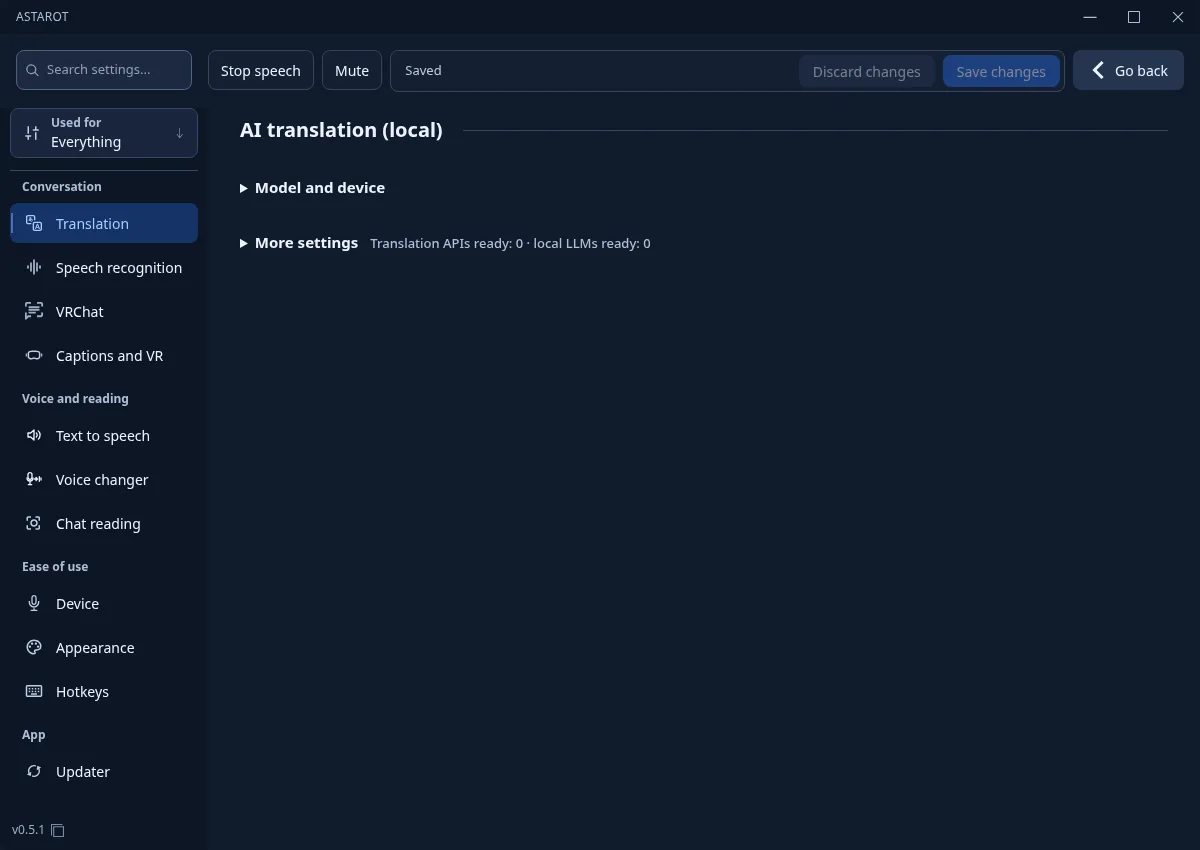 ASTAROT
Search settings...
Stop speech
Mute
Saved
Discard changes
Save changes
Go back
Used for
Everything
Conversation
Translation
Speech recognition
VRChat
Captions and VR
Voice and reading
Text to speech
Voice changer
Chat reading
Ease of use
Device
Appearance
Hotkeys
App
Updater
v0.5.1
AI translation (local)
Model and device
More settings Translation APIs ready: 0 · local LLMs ready: 0